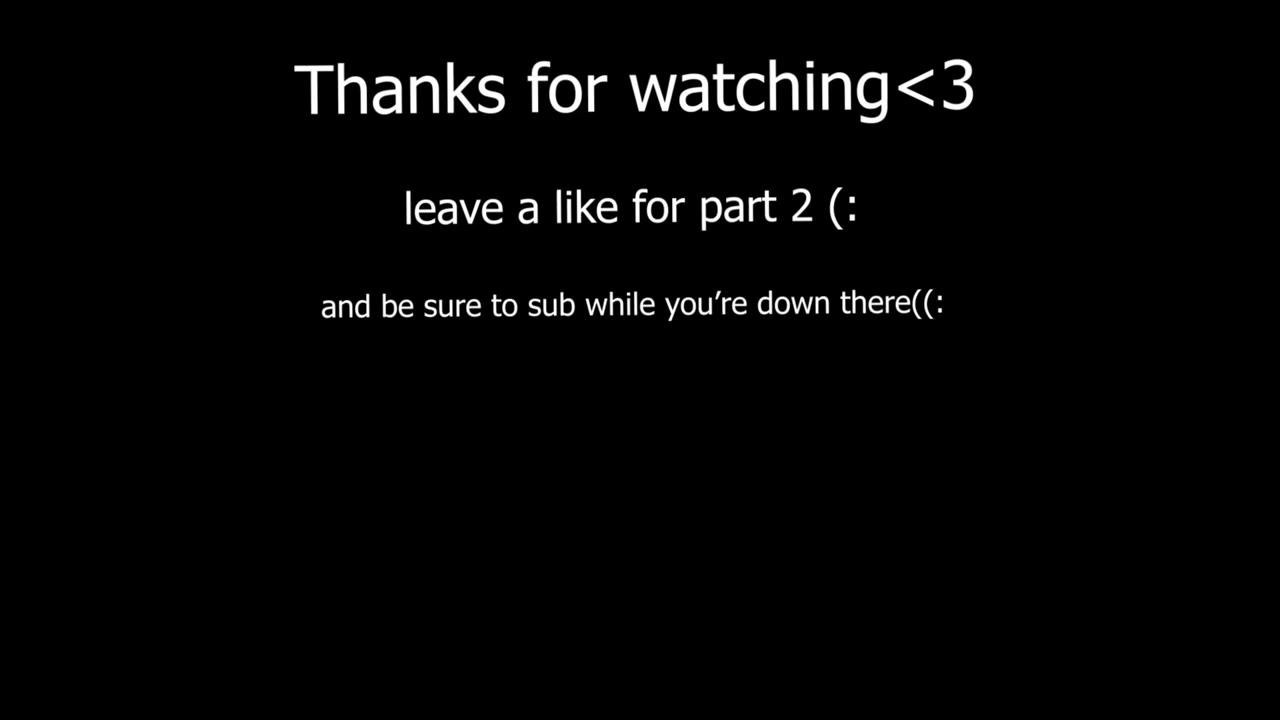 Thanks for watching<3
leave a like for part 2 (:
and be sure to sub while you’re down there((: